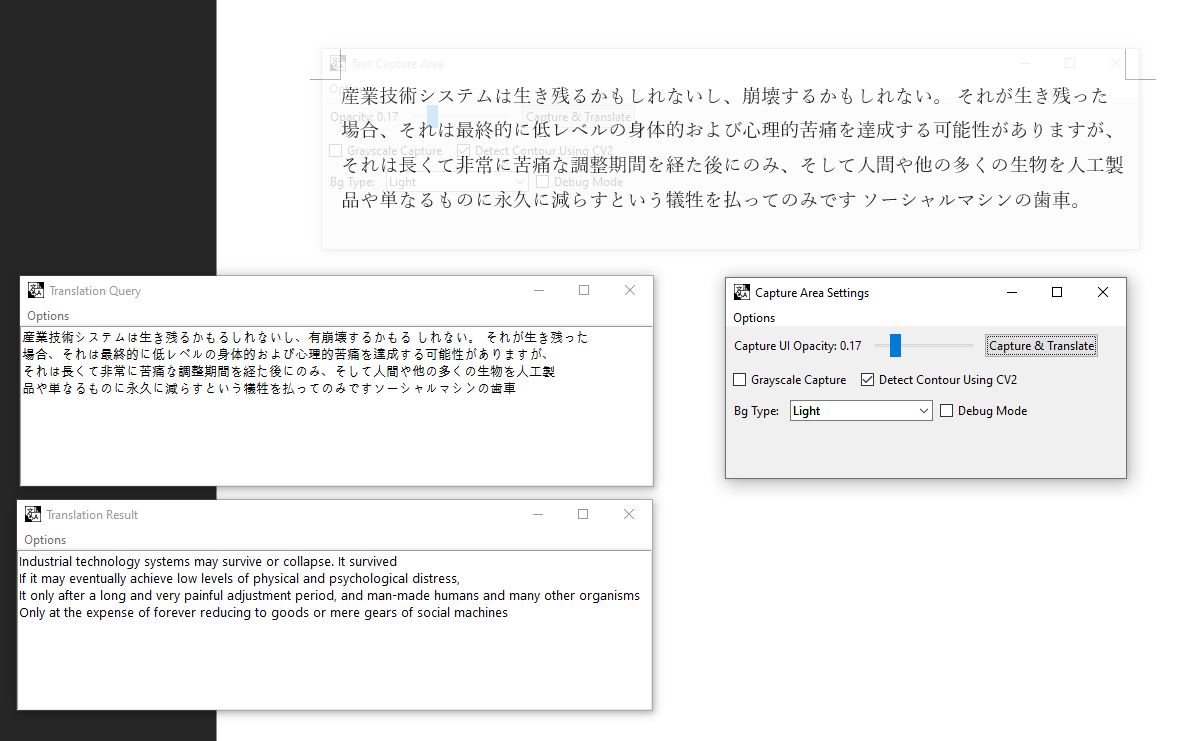 Text Capture Area
産業技術システムは生き残るかもしれないし、崩壊するかもしれない。 それが生き残った
場合、それは最終的に低レベルの身体的および心理的苦痛を達成する可能性がありますが、
それは長くて非常に苦痛な調整期間を経た後にのみ、そして人間や他の多くの生物を人工製
品や単なるものに永久に減らすという犠牲を払ってのみです ソーシャルマシンの歯車。
Opacity: 0.17
Capture & Translate
Grayscale Capture
Detect Contour Using CV2
Bg Type:
Light
Debug Mode
Translation Query
Options
産業技術システムは生き残るかもるしれないし、有崩壊するかもる しれない。 それが生き残った
場合、それは最終的に低レベルの身体的および心理的苦痛を達成する可能性がありますが、
それは長くて非常に苦痛な調整期間を経た後にのみ、そして人間や他の多くの生物を人工製
品や単なるものに永久に減らすという犠牲を払ってのみですソーシャルマシンの歯車
Capture Area Settings
Options
Capture UI Opacity: 0.17
Capture & Translate
Grayscale Capture
Detect Contour Using CV2
Bg Type:
Light
Debug Mode
Translation Result
Options
Industrial technology systems may survive or collapse. It survived
If it may eventually achieve low levels of physical and psychological distress,
It only after a long and very painful adjustment period, and man-made humans and many other organisms
Only at the expense of forever reducing to goods or mere gears of social machines